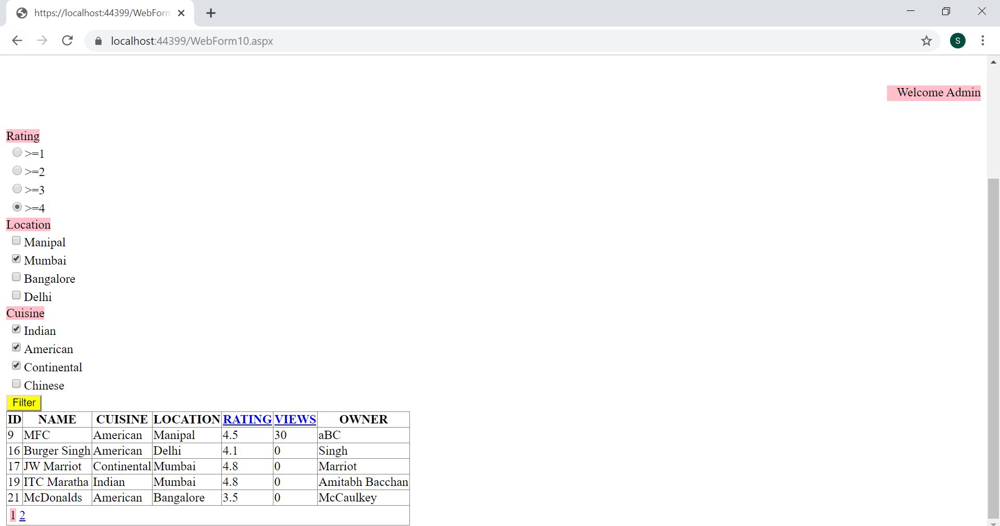 https://localhost:44399/WebForm
localhost:44399/WebForm10.aspx
S
Welcome Admin
Rating
>=1
>=2
>=3
>=4
Location
Manipal
Mumbai
Bangalore
Delhi
Cuisine
Indian
American
Continental
Chinese
Filter
ID NAME CUISINE LOCATION RATING VIEWS OWNER
9 MFC American Manipal 4.5 30 aBC
16 Burger Singh American Delhi 4.1 0 Singh
17 JW Marriot Continental Mumbai 4.8 0 Marriot
19 ITC Maratha Indian Mumbai 4.8 0 Amitabh Bacchan
21 McDonalds American Bangalore 3.5 0 McCaulkey
1 2